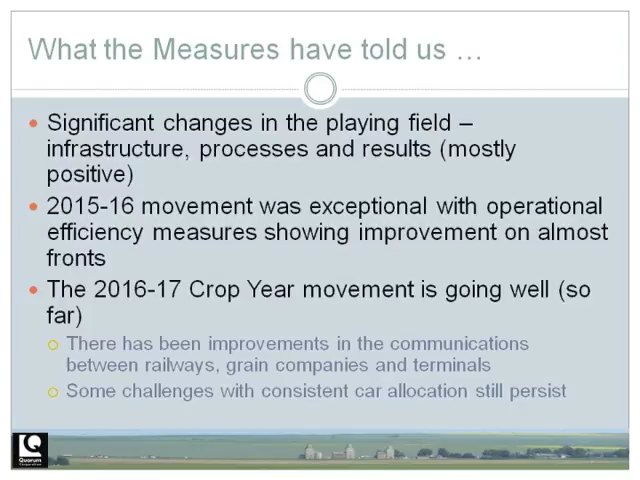 What the Measures have told us …
• Significant changes in the playing field –
infrastructure, processes and results (mostly
positive)
• 2015-16 movement was exceptional with operational
efficiency measures showing improvement on almost
fronts
• The 2016-17 Crop Year movement is going well (so
far)
○ There has been improvements in the communications
between railways, grain companies and terminals
○ Some challenges with consistent car allocation still persist
Quorum
Corporation